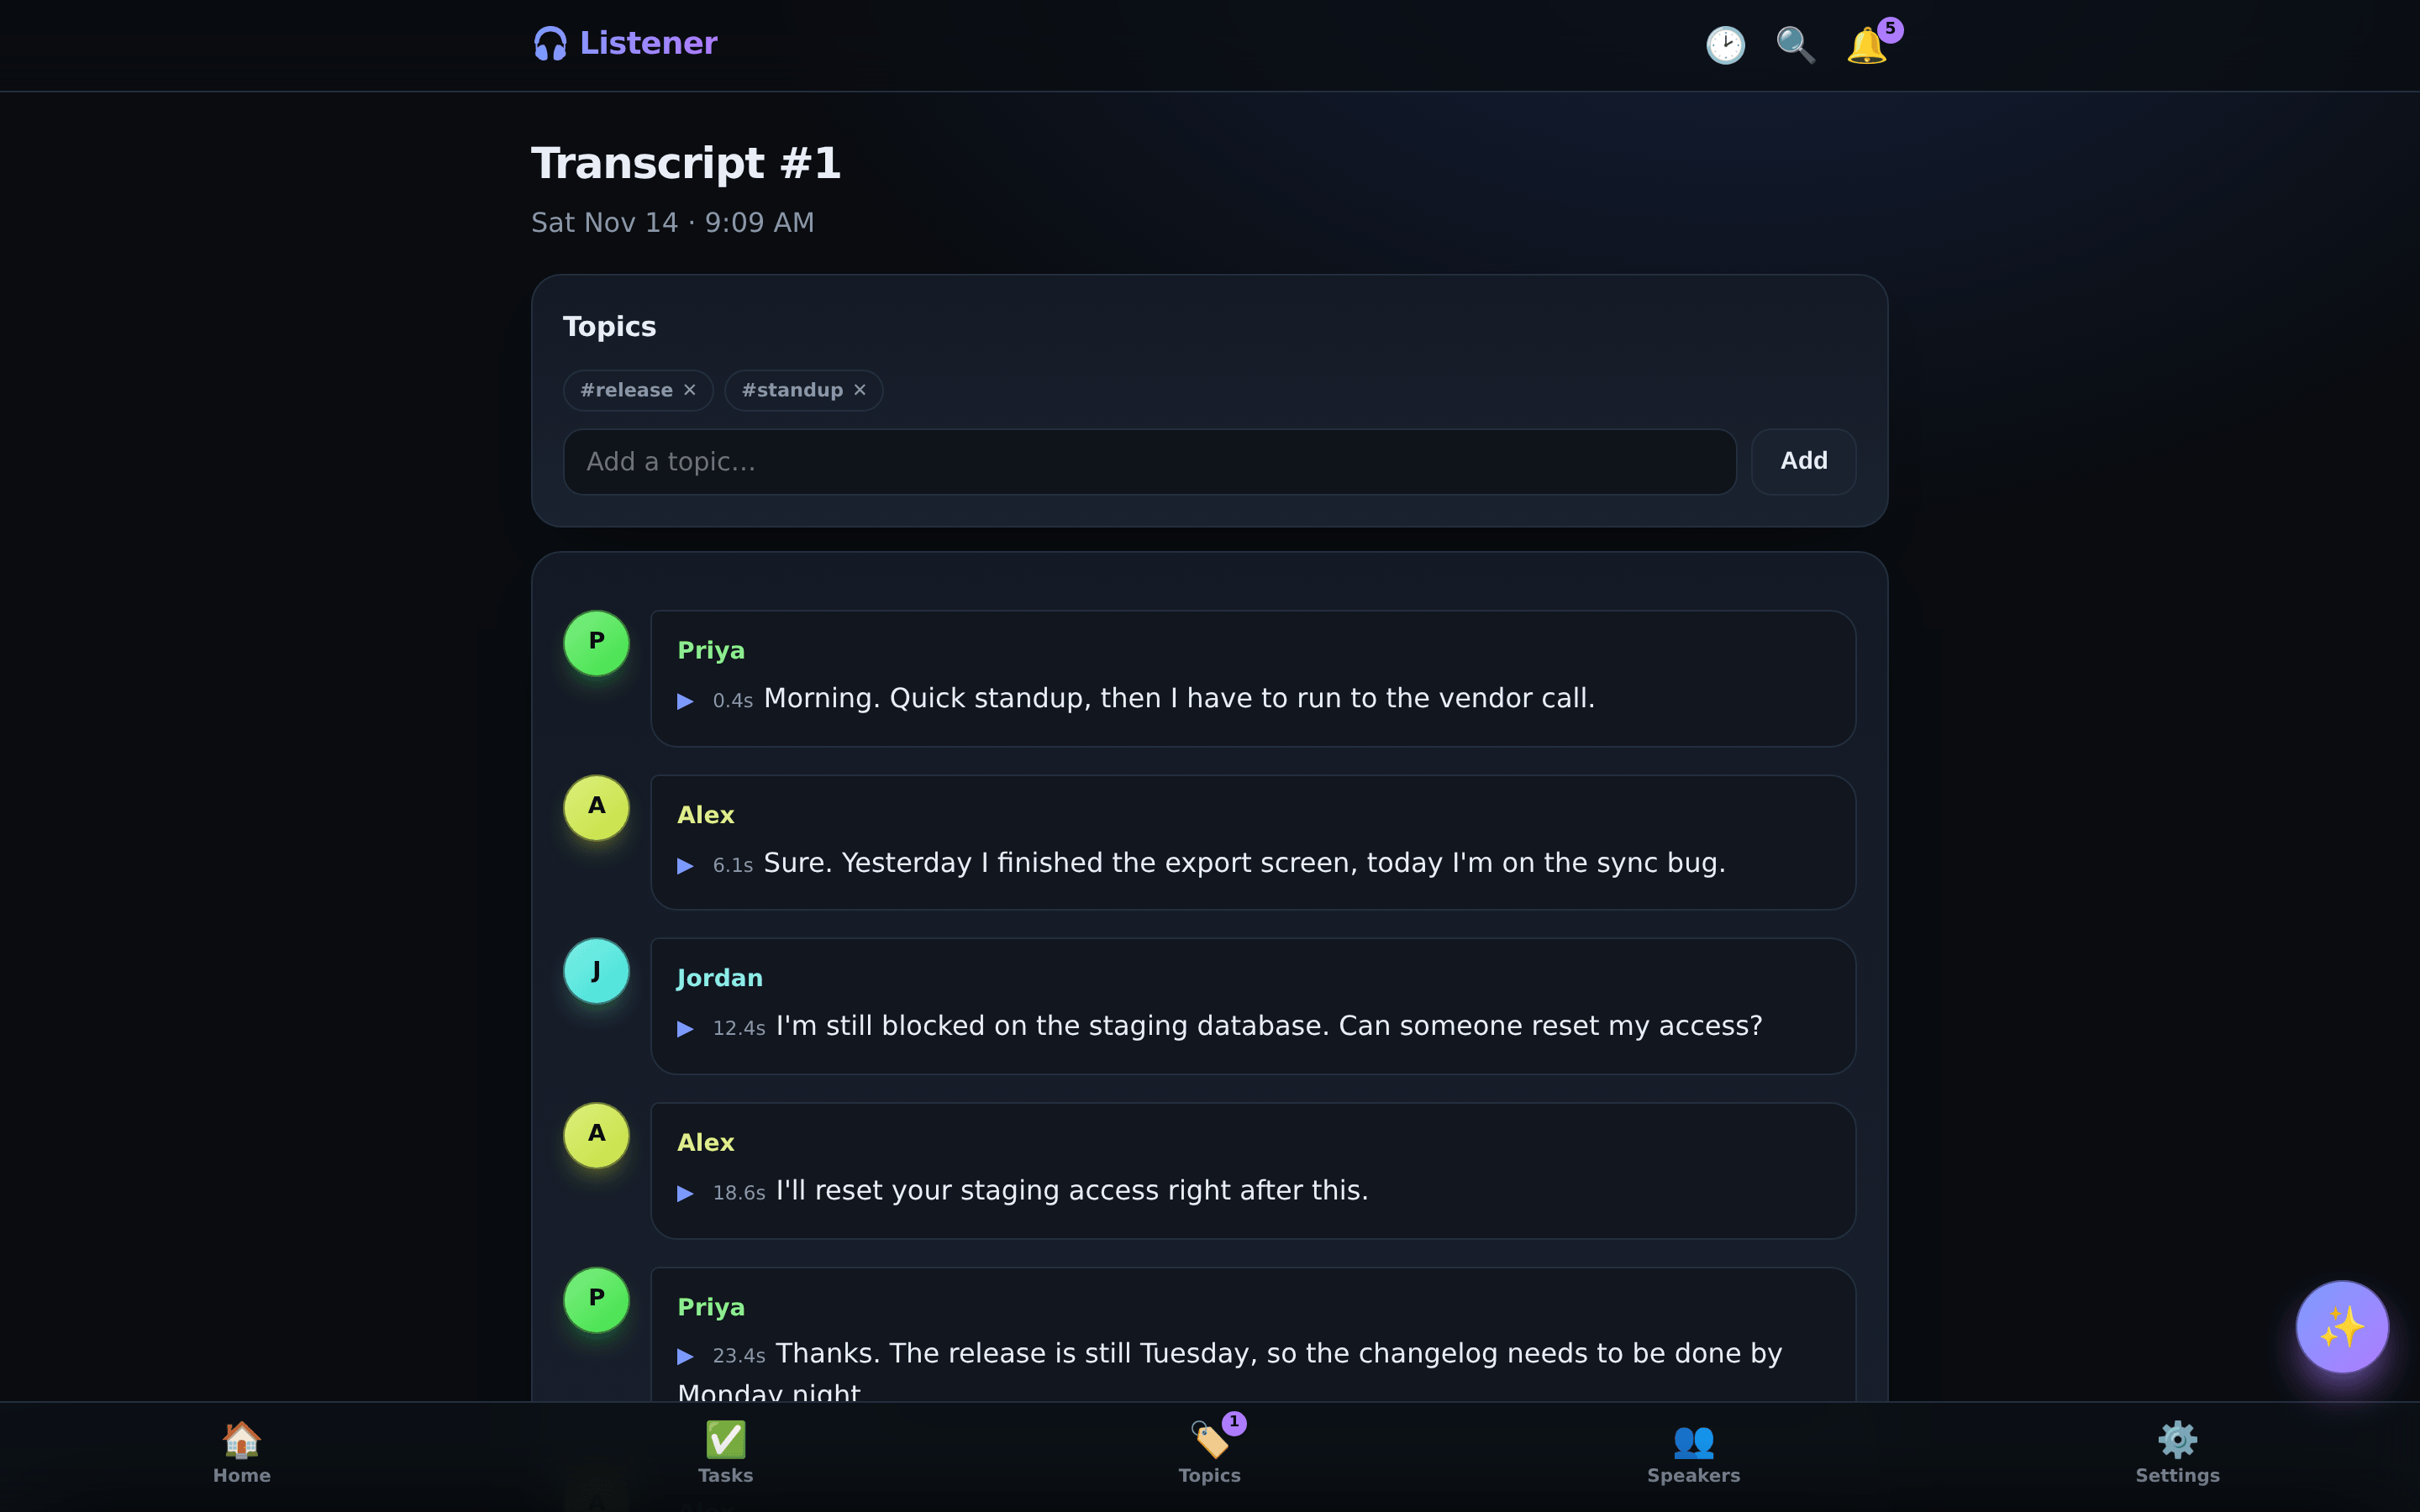 Listener
5
Transcript #1
Sat Nov 14 · 9:09 AM
Topics
#release ✕ #standup ✕
Add a topic... Add
P
Priya
▶ 0.4s Morning. Quick standup, then I have to run to the vendor call.
A
Alex
▶ 6.1s Sure. Yesterday I finished the export screen, today I'm on the sync bug.
J
Jordan
▶ 12.4s I'm still blocked on the staging database. Can someone reset my access?
A
Alex
▶ 18.6s I'll reset your staging access right after this.
P
Priya
▶ 23.4s Thanks. The release is still Tuesday, so the changelog needs to be done by
Monday night
1
Home Tasks Topics Speakers Settings
A
Alex